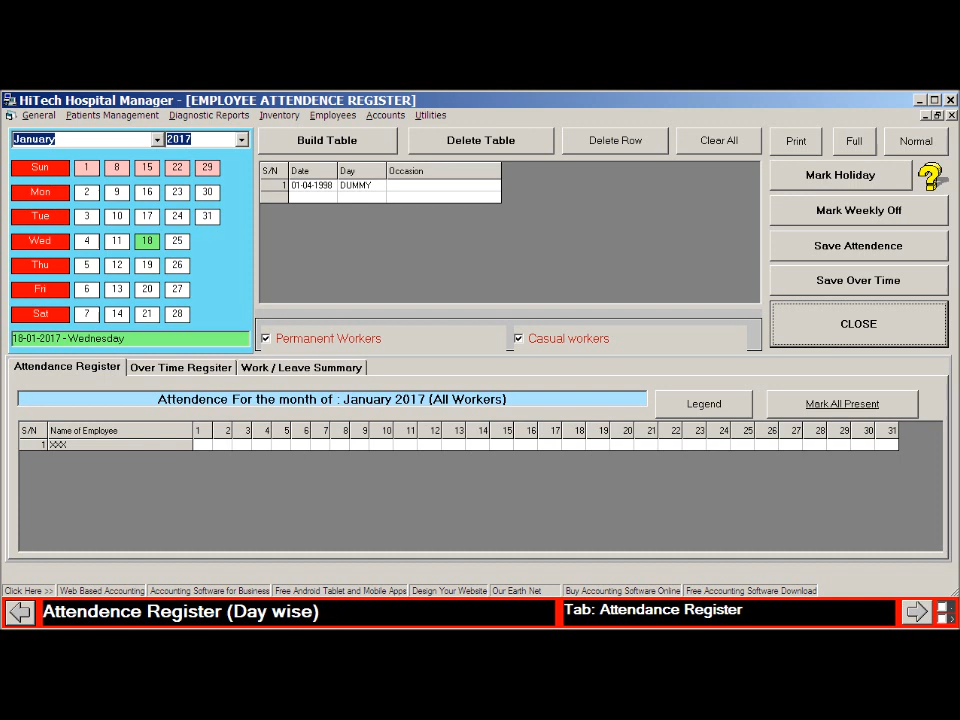 HiTech Hospital Manager - [EMPLOYEE ATTENDENCE REGISTER]
General Patients Management Diagnostic Reports Inventory Employees Accounts Utilities
January 2017
Build Table Delete Table Delete Row Clear All Print Full Normal
Sun 1 8 15 22 29
Mon 2 9 16 23 30
Tue 3 10 17 24 31
Wed 4 11 18 25
Thu 5 12 19 26
Fri 6 13 20 27
Sat 7 14 21 28
18-01-2017 - Wednesday
S/N Date Day Occasion
1 01-04-1998 DUMMY
Mark Holiday
Mark Weekly Off
Save Attendence
Save Over Time
CLOSE
Permanent Workers Casual workers
Attendance Register Over Time Regsiter Work / Leave Summary
Attendence For the month of : January 2017 (All Workers) Legend Mark All Present
S/N Name of Employee 1 2 3 4 5 6 7 8 9 10 11 12 13 14 15 16 17 18 19 20 21 22 23 24 25 26 27 28 29 30 31
1 XXX
Click Here >> Web Based Accounting Accounting Software for Business Free Android Tablet and Mobile Apps Design Your Website Our Earth Net Buy Accounting Software Online Free Accounting Software Download
Attendence Register (Day wise) Tab: Attendance Register